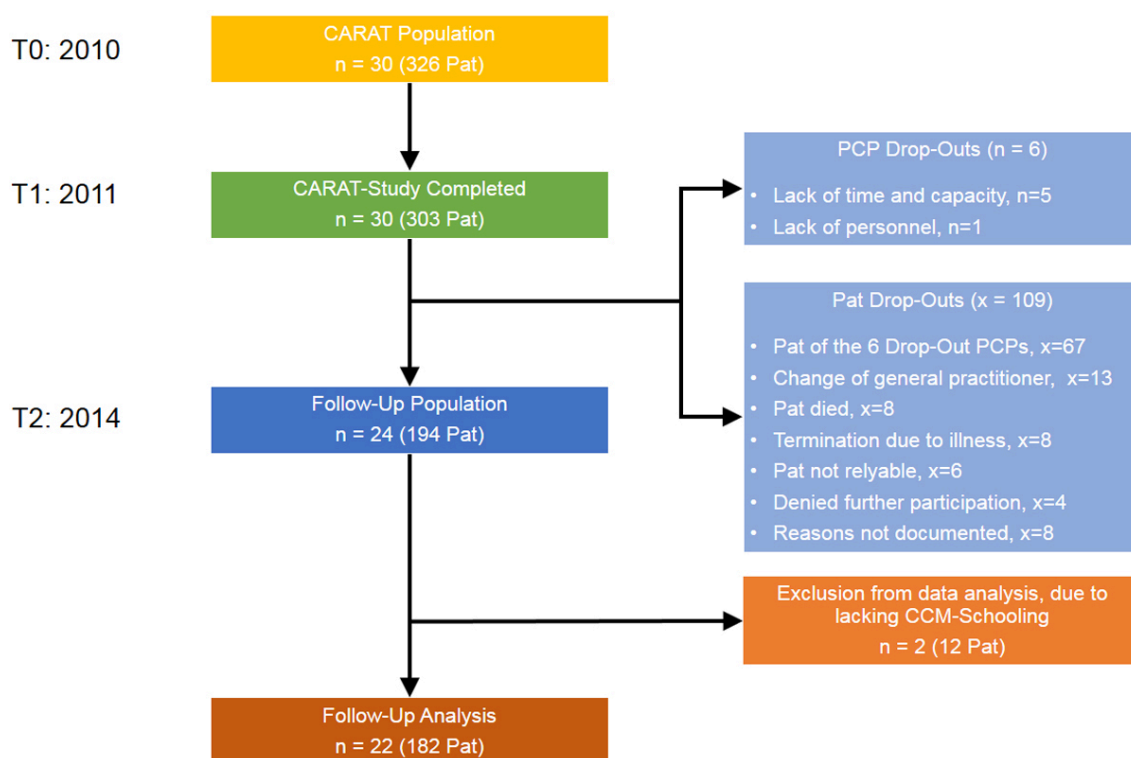 T0: 2010
CARAT Population
n = 30 (326 Pat)
T1: 2011
CARAT-Study Completed
n = 30 (303 Pat)
PCP Drop-Outs (n = 6)
• Lack of time and capacity, n=5
• Lack of personnel, n=1
Pat Drop-Outs (x = 109)
• Pat of the 6 Drop-Out PCPs, x=67
• Change of general practitioner, x=13
• Pat died, x=8
• Termination due to illness, x=8
• Pat not relyable, x=6
• Denied further participation, x=4
• Reasons not documented, x=8
T2: 2014
Follow-Up Population
n = 24 (194 Pat)
Exclusion from data analysis, due to
lacking CCM-Schooling
n = 2 (12 Pat)
Follow-Up Analysis
n = 22 (182 Pat)